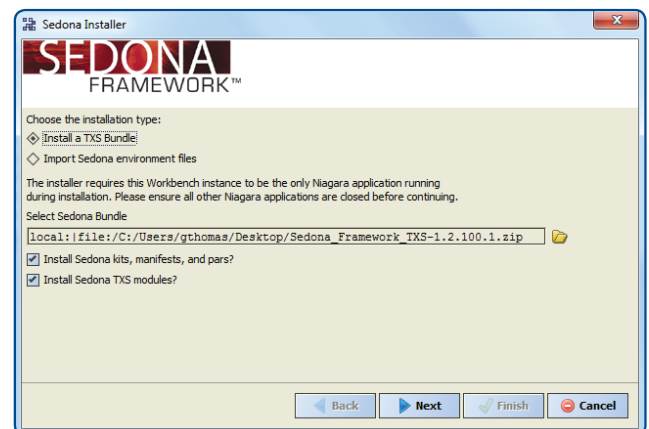 Sedona Installer
SEDONA
FRAMEWORK™
Choose the installation type:
Install a TXS Bundle
Import Sedona environment files
The installer requires this Workbench instance to be the only Niagara application running
during installation. Please ensure all other Niagara applications are closed before continuing.
Select Sedona Bundle
local:|file:/C:/Users/gthomas/Desktop/Sedona_Framework_TXS-1.2.100.1.zip
Install Sedona kits, manifests, and pars?
Install Sedona TXS modules?
Back Next Finish Cancel